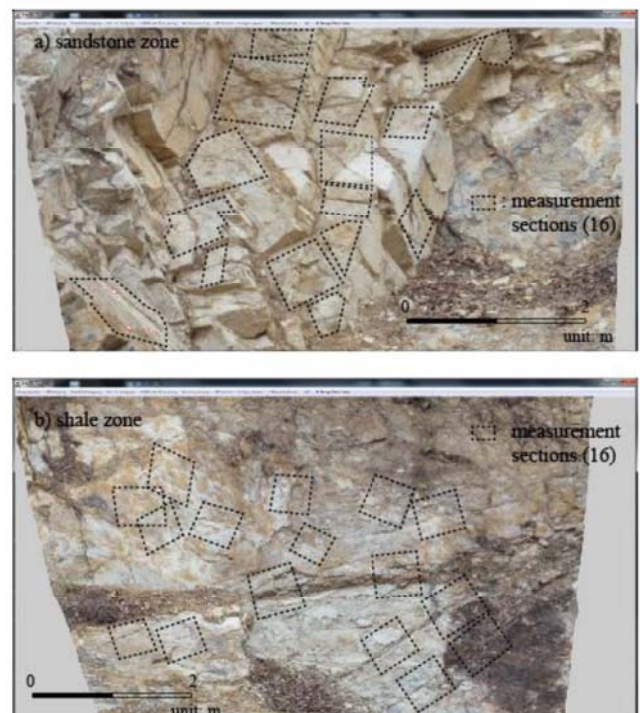 a) sandstone zone
: measurement
sections (16)
0
2
unit: m
b) shale zone
: measurement
sections (16)
0
2
unit: m